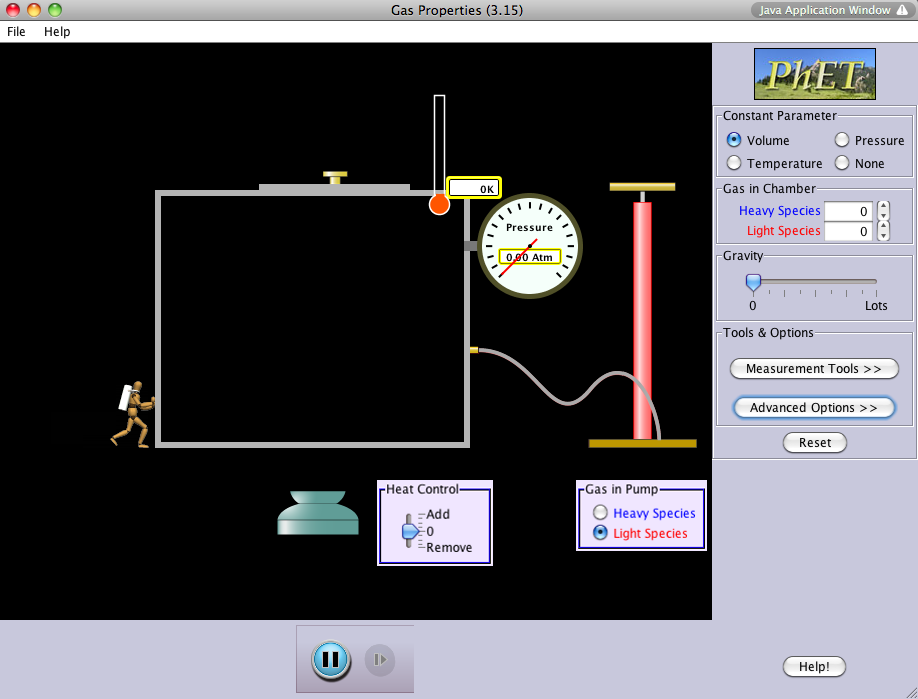 Gas Properties (3.15)
Java Application Window
File Help
PhET
Constant Parameter
Volume Pressure
Temperature None
Gas in Chamber
Heavy Species 0
Light Species 0
Gravity
0 Lots
Tools & Options
Measurement Tools >>
Advanced Options >>
Reset
0K
Pressure
0.00 Atm
Heat Control
Add
0
Remove
Gas in Pump
Heavy Species
Light Species
Help!